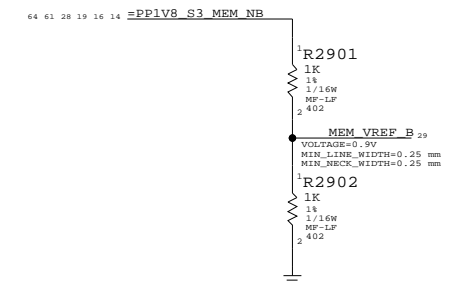 64 61 28 19 16 14 =PP1V8_S3_MEM_NB
1
R2901
1K
1%
1/16W
MF-LF
402
2
MEM_VREF_B 29
VOLTAGE=0.9V
MIN_LINE_WIDTH=0.25 mm
MIN_NECK_WIDTH=0.25 mm
1
R2902
1K
1%
1/16W
MF-LF
402
2